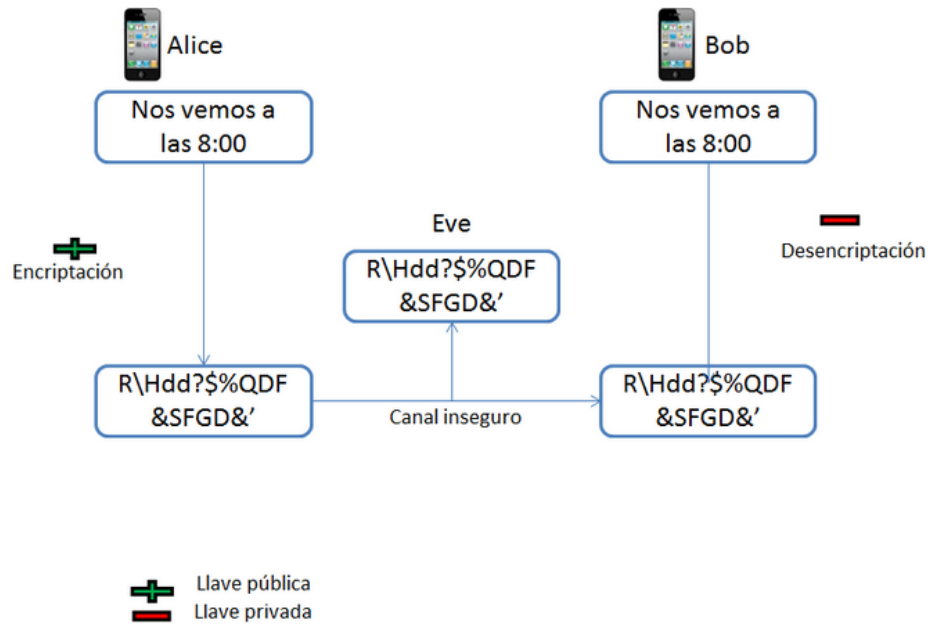 Alice
Bob
Nos vemos a
las 8:00
Nos vemos a
las 8:00
Eve
Encriptación
Desencriptación
R\Hdd?$%QDF
&SFGD&’
R\Hdd?$%QDF
&SFGD&’
Canal inseguro
R\Hdd?$%QDF
&SFGD&’
Llave pública
Llave privada